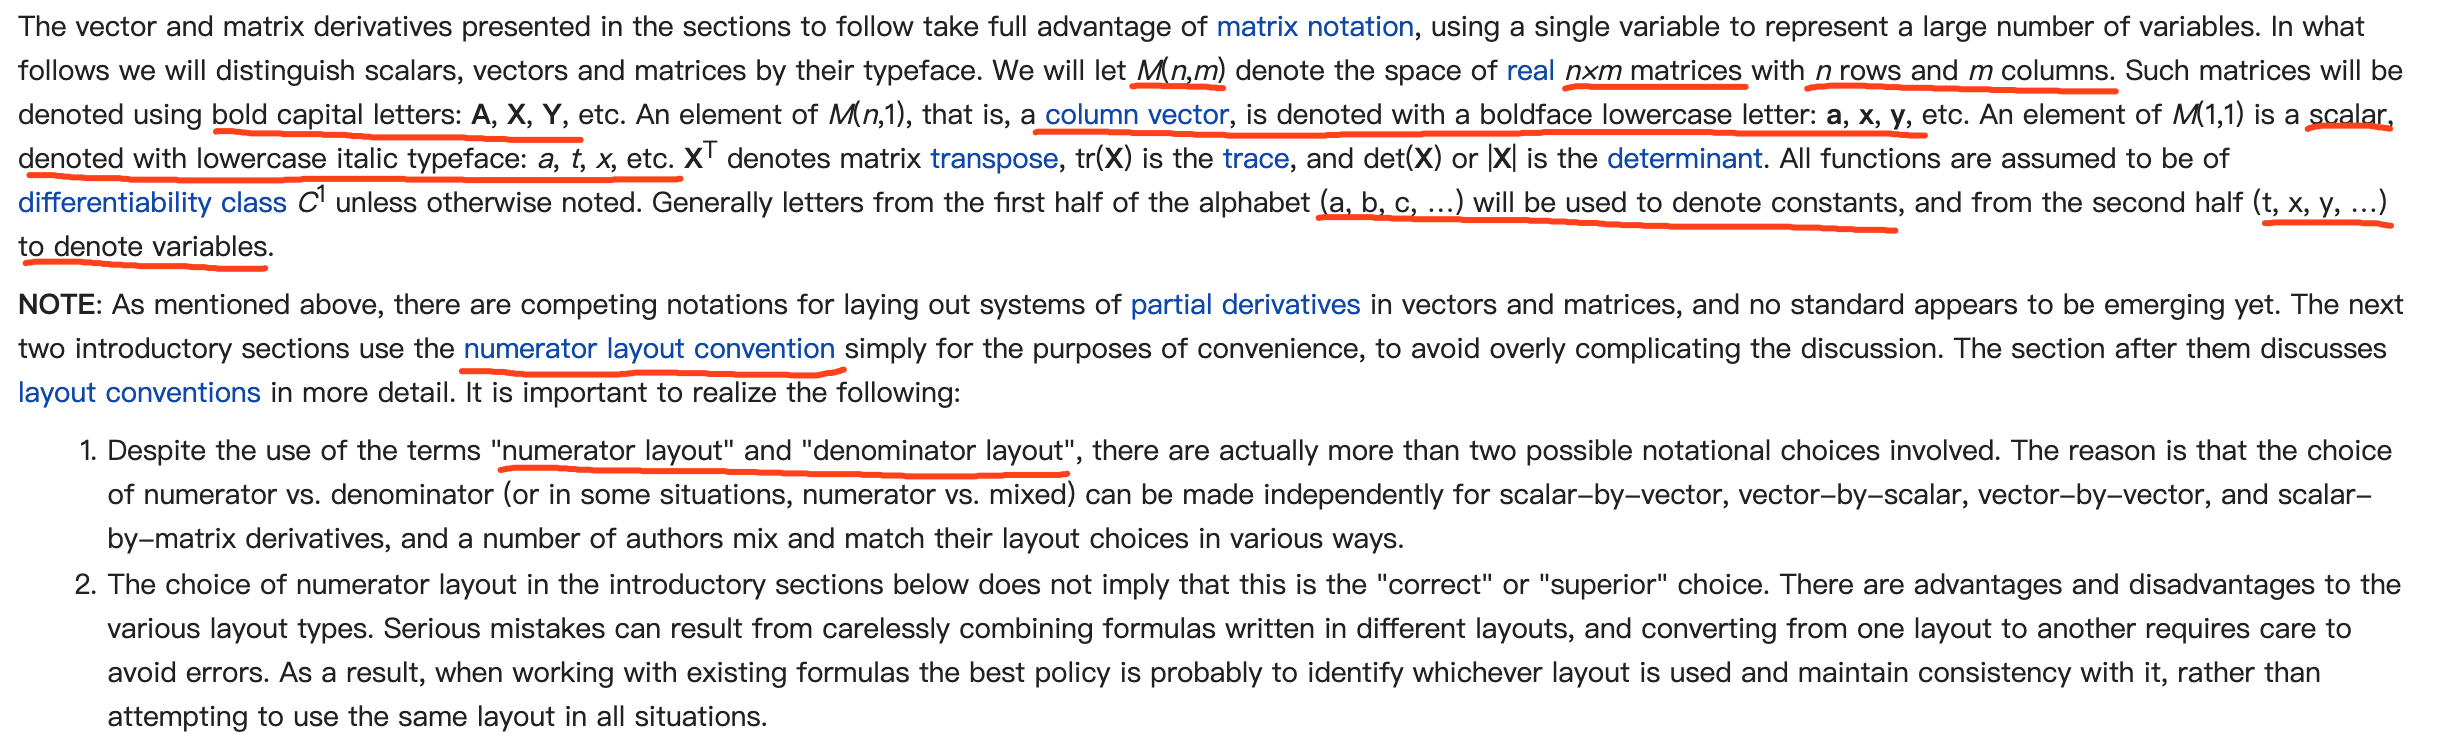 The vector and matrix derivatives presented in the sections to follow take full advantage of matrix notation, using a single variable to represent a large number of variables. In what
follows we will distinguish scalars, vectors and matrices by their typeface. We will let M(n,m) denote the space of real n×m matrices with n rows and m columns. Such matrices will be
denoted using bold capital letters: A, X, Y, etc. An element of M(n,1), that is, a column vector, is denoted with a boldface lowercase letter: a, x, y, etc. An element of M(1,1) is a scalar,
denoted with lowercase italic typeface: a, t, x, etc. Xᵀ denotes matrix transpose, tr(X) is the trace, and det(X) or |X| is the determinant. All functions are assumed to be of
differentiability class C¹ unless otherwise noted. Generally letters from the first half of the alphabet (a, b, c, ...) will be used to denote constants, and from the second half (t, x, y, ...)
to denote variables.
NOTE: As mentioned above, there are competing notations for laying out systems of partial derivatives in vectors and matrices, and no standard appears to be emerging yet. The next
two introductory sections use the numerator layout convention simply for the purposes of convenience, to avoid overly complicating the discussion. The section after them discusses
layout conventions in more detail. It is important to realize the following:
1. Despite the use of the terms "numerator layout" and "denominator layout", there are actually more than two possible notational choices involved. The reason is that the choice
of numerator vs. denominator (or in some situations, numerator vs. mixed) can be made independently for scalar–by–vector, vector–by–scalar, vector–by–vector, and scalar–
by–matrix derivatives, and a number of authors mix and match their layout choices in various ways.
2. The choice of numerator layout in the introductory sections below does not imply that this is the "correct" or "superior" choice. There are advantages and disadvantages to the
various layout types. Serious mistakes can result from carelessly combining formulas written in different layouts, and converting from one layout to another requires care to
avoid errors. As a result, when working with existing formulas the best policy is probably to identify whichever layout is used and maintain consistency with it, rather than
attempting to use the same layout in all situations.